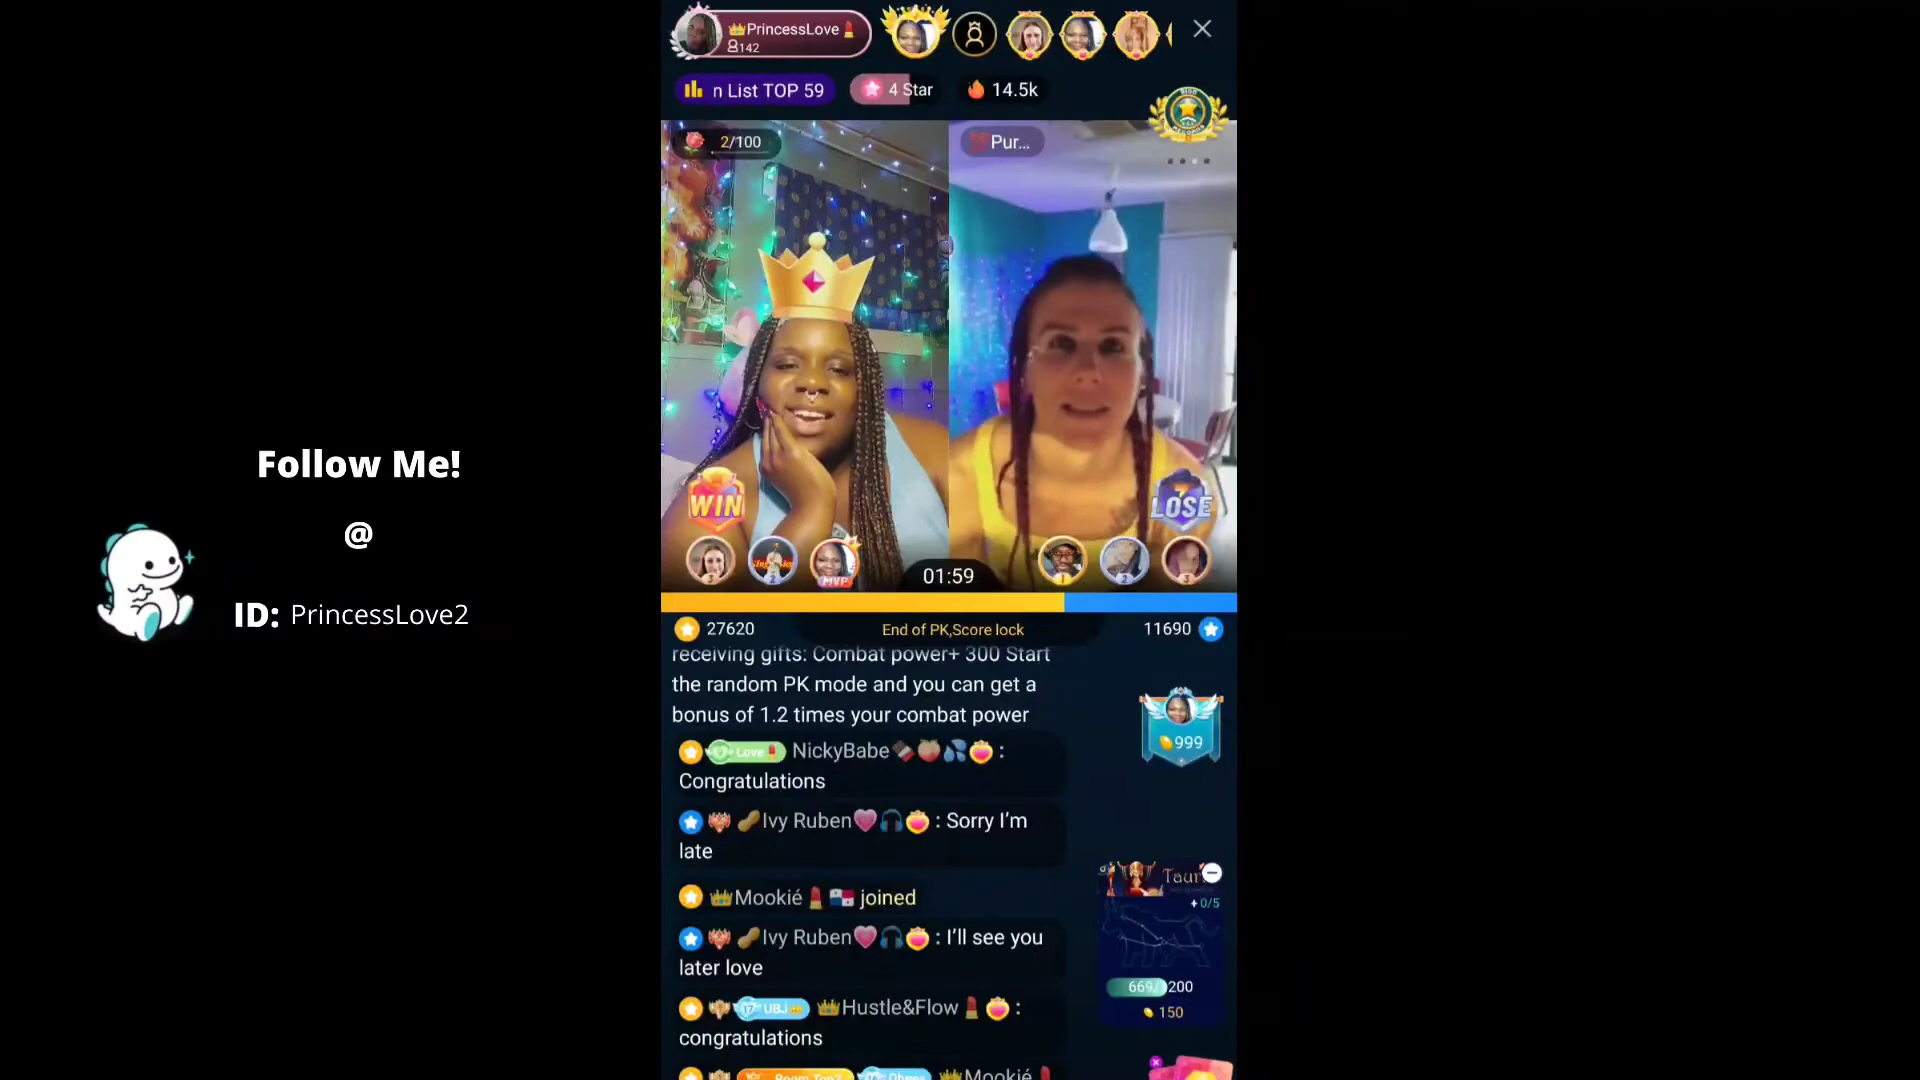 PrincessLove
142
n List TOP 59
4 Star
14.5k
2/100
Pur...
WIN
LOSE
MVP
01:59
27620
End of PK,Score lock
11690
receiving gifts: Combat power+ 300 Start
the random PK mode and you can get a
bonus of 1.2 times your combat power
999
Love NickyBabe :
Congratulations
Ivy Ruben : Sorry I’m
late
Mookié joined
Ivy Ruben : I’ll see you
later love
UBJ Hustle&Flow :
congratulations
Mookié
Taur
0/5
200
150
Follow Me!
@
ID: PrincessLove2